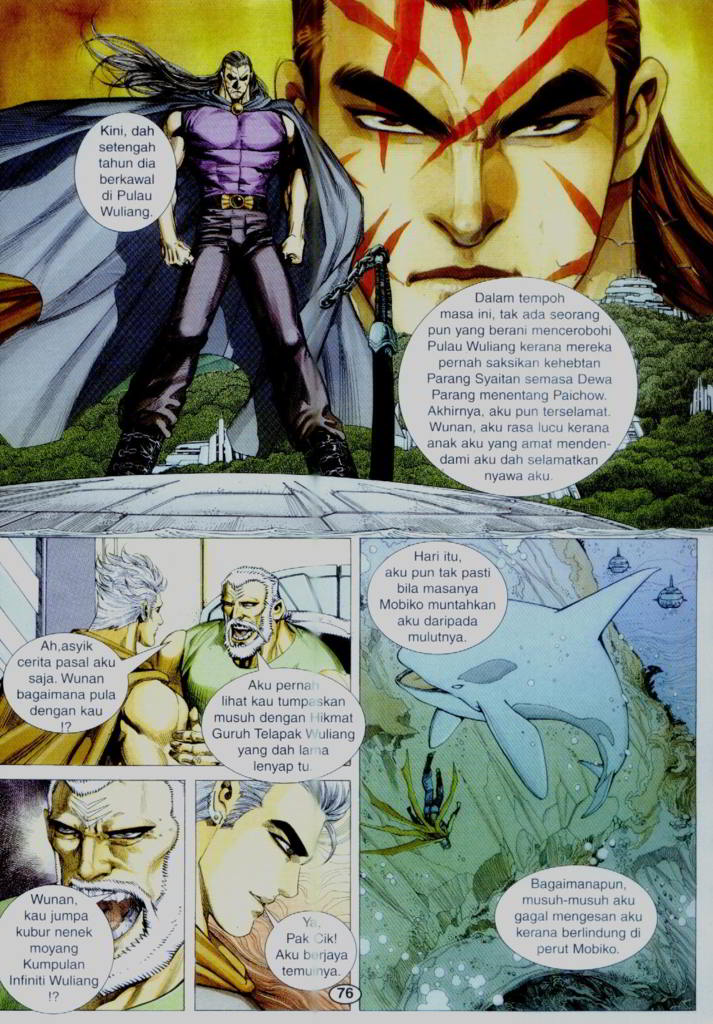 Kini, dah
setengah
tahun dia
berkawal
di Pulau
Wuliang.
Dalam tempoh
masa ini, tak ada seorang
pun yang berani mencerobohi
Pulau Wuliang kerana mereka
pernah saksikan kehebtan
Parang Syaitan semasa Dewa
Parang menentang Paichow.
Akhirnya, aku pun terselamat.
Wunan, aku rasa lucu kerana
anak aku yang amat menden-
dami aku dah selamatkan
nyawa aku.
Ah,asyik
cerita pasal aku
saja. Wunan
bagaimana pula
dengan kau
!?
Aku pernah
lihat kau tumpaskan
musuh dengan Hikmat
Guruh Telapak Wuliang
yang dah lama
lenyap tu.
Hari itu,
aku pun tak pasti
bila masanya
Mobiko muntahkan
aku daripada
mulutnya.
Wunan,
kau jumpa
kubur nenek
moyang
Kumpulan
Infiniti Wuliang
!?
Ya,
Pak Cik!
Aku berjaya
temuinya.
Bagaimanapun,
musuh-musuh aku
gagal mengesan aku
kerana berlindung di
perut Mobiko.
76